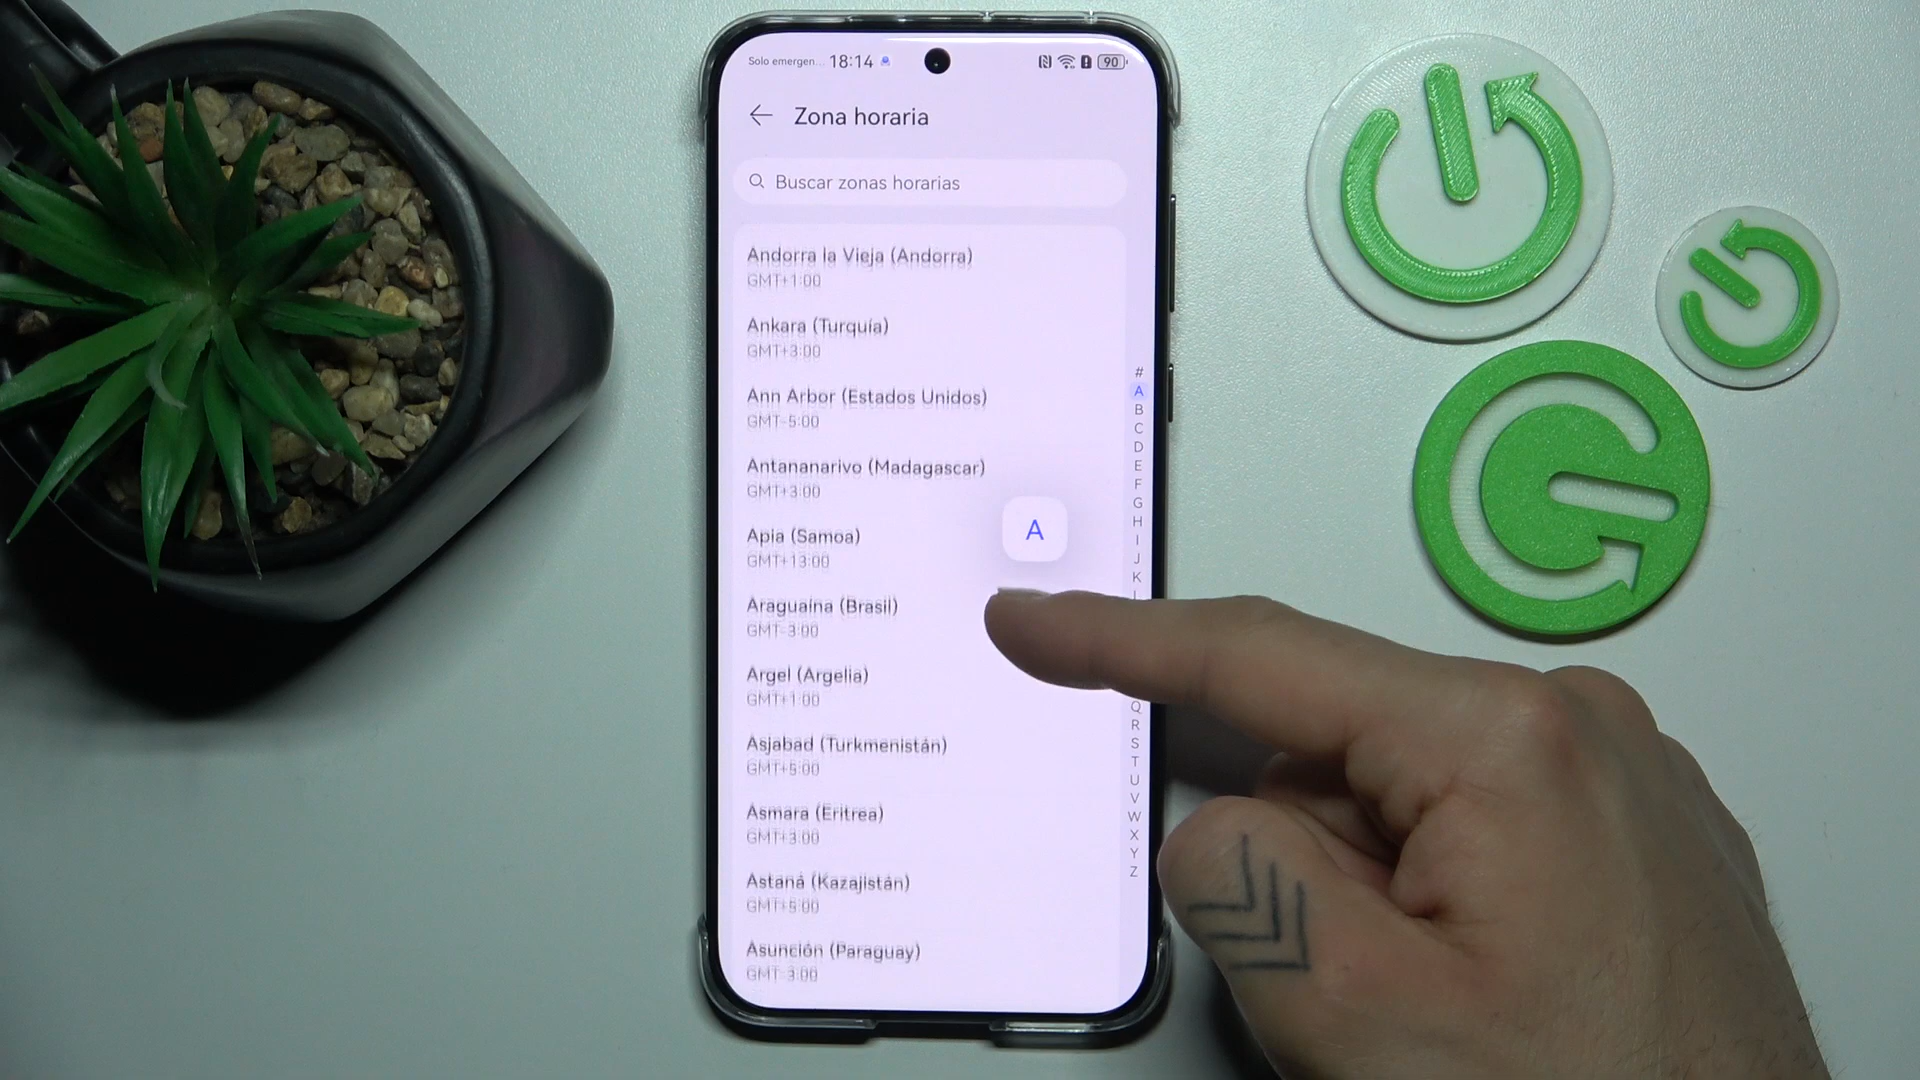 Solo emergen... 18:14 90
Zona horaria
Buscar zonas horarias
Andorra la Vieja (Andorra)
GMT+1:00
Ankara (Turquía)
GMT+3:00
Ann Arbor (Estados Unidos)
GMT-5:00
Antananarivo (Madagascar)
GMT+3:00
Apia (Samoa)
GMT+13:00
Araguaína (Brasil)
GMT-3:00
Argel (Argelia)
GMT+1:00
Asjabad (Turkmenistán)
GMT+5:00
Asmara (Eritrea)
GMT+3:00
Astaná (Kazajistán)
GMT+5:00
Asunción (Paraguay)
GMT-3:00
A
#
A
B
C
D
E
F
G
H
I
J
K
Q
R
S
T
U
V
W
X
Y
Z